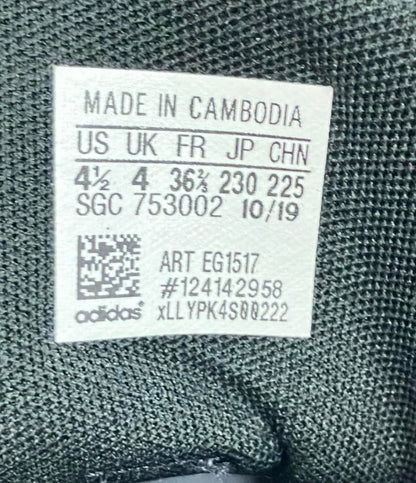 MADE IN CAMBODIA
US UK FR JP CHN
4½ 4 36⅔ 230 225
SGC 753002 10/19
ART EG1517
#124142958
adidas® xLLYPK4S00222